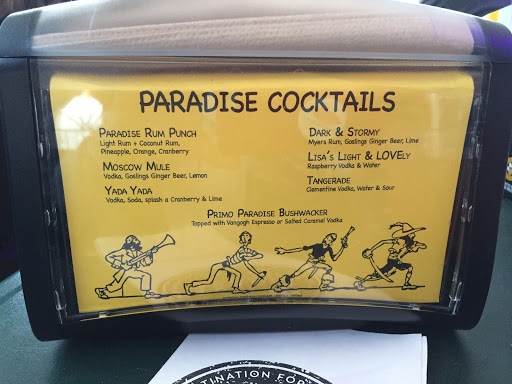 PARADISE COCKTAILS
PARADISE RUM PUNCH
Light Rum + Coconut Rum,
Pineapple, Orange, Cranberry
MOSCOW MULE
Vodka, Goslings Ginger Beer, Lemon
YADA YADA
Vodka, Soda, splash a Cranberry & Lime
DARK & STORMY
Myers Rum, Goslings Ginger Beer, Lime
LISA'S LIGHT & LOVELY
Raspberry Vodka & Water
TANGERADE
Clementine Vodka, Water & Sour
PRIMO PARADISE BUSHWACKER
Topped with Vangogh Espresso or Salted Caramel Vodka
TINATION FOR